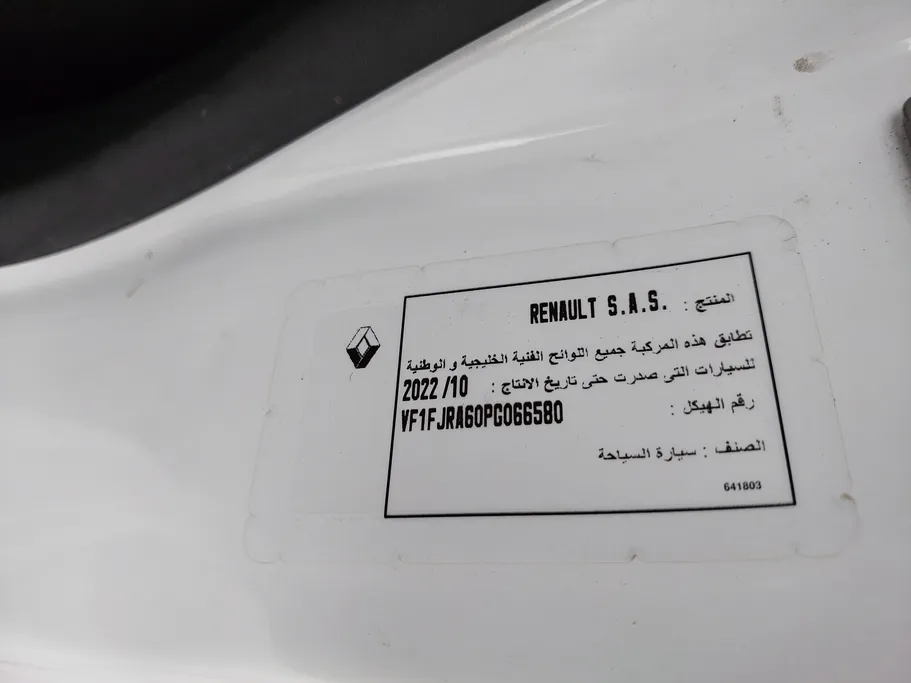 المنتج : RENAULT S.A.S.
تطابق هذه المركبة جميع اللوائح الفنية الخليجية و الوطنية
للسيارات التى صدرت حتى تاريخ الانتاج : 2022 /10
رقم الهيكل : VF1FJRA60PG066580
الصنف : سيارة السياحة
641803